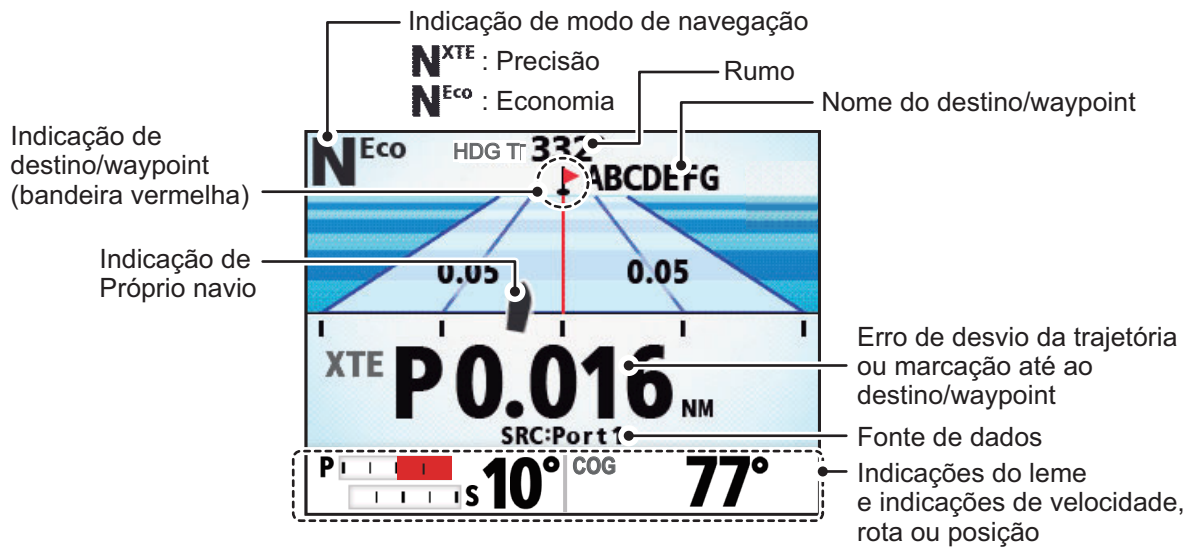 Indicação de modo de navegação
N XTE : Precisão
N Eco : Economia
Rumo
Nome do destino/waypoint
Indicação de
destino/waypoint
(bandeira vermelha)
N Eco HDG T 332°
ABCDEFG
Indicação de
Próprio navio
0.05 0.05
XTE P0.016 NM
SRC:Port1
Erro de desvio da trajetória
ou marcação até ao
destino/waypoint
Fonte de dados
P S 10° COG 77°
Indicações do leme
e indicações de velocidade,
rota ou posição